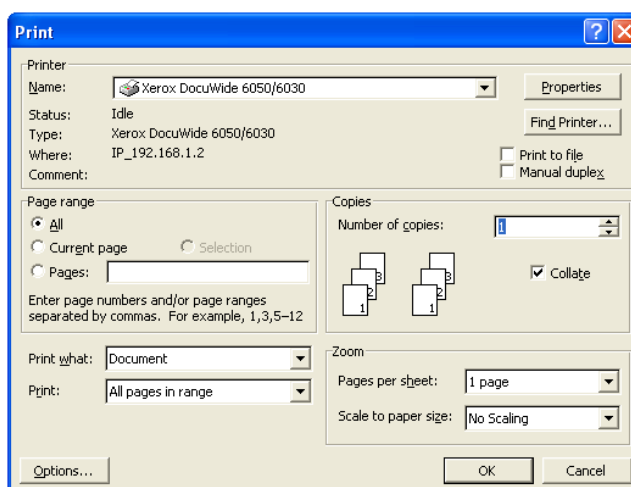 Print
Printer
Name: Xerox DocuWide 6050/6030 Properties
Status: Idle Find Printer...
Type: Xerox DocuWide 6050/6030
Where: IP_192.168.1.2 Print to file
Comment: Manual duplex
Page range
All
Current page Selection
Pages:
Enter page numbers and/or page ranges
separated by commas. For example, 1,3,5–12
Copies
Number of copies: 1
3 3
2 2
1 1
Collate
Print what: Document
Print: All pages in range
Zoom
Pages per sheet: 1 page
Scale to paper size: No Scaling
Options... OK Cancel